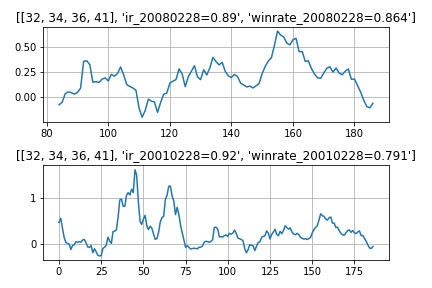 [[32, 34, 36, 41], 'ir_20080228=0.89', 'winrate_20080228=0.864']
0.50
0.25
0.00
80 100 120 140 160 180
[[32, 34, 36, 41], 'ir_20010228=0.92', 'winrate_20010228=0.791']
1
0
0 25 50 75 100 125 150 175